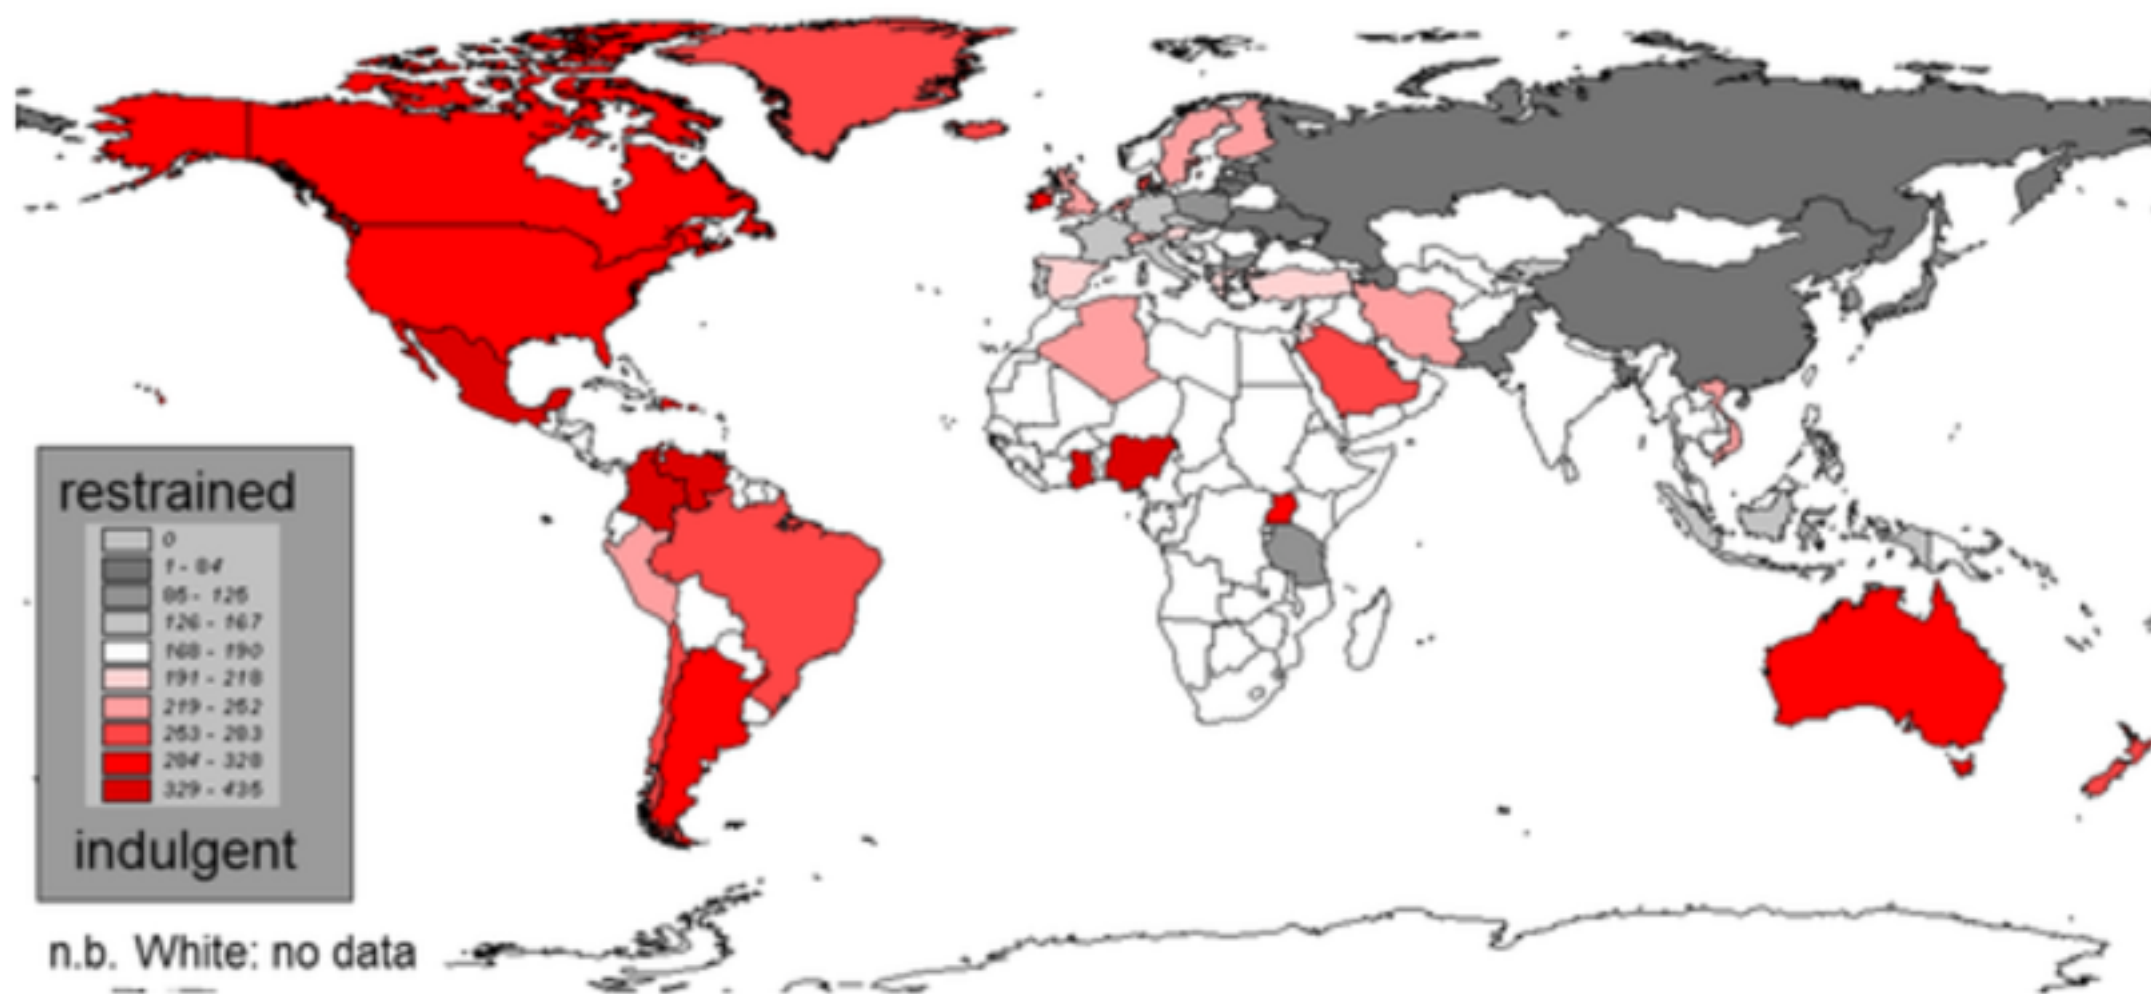 restrained
0
1 - 84
85 - 125
126 - 167
168 - 190
191 - 218
219 - 252
253 - 283
284 - 328
329 - 435
indulgent
n.b. White: no data